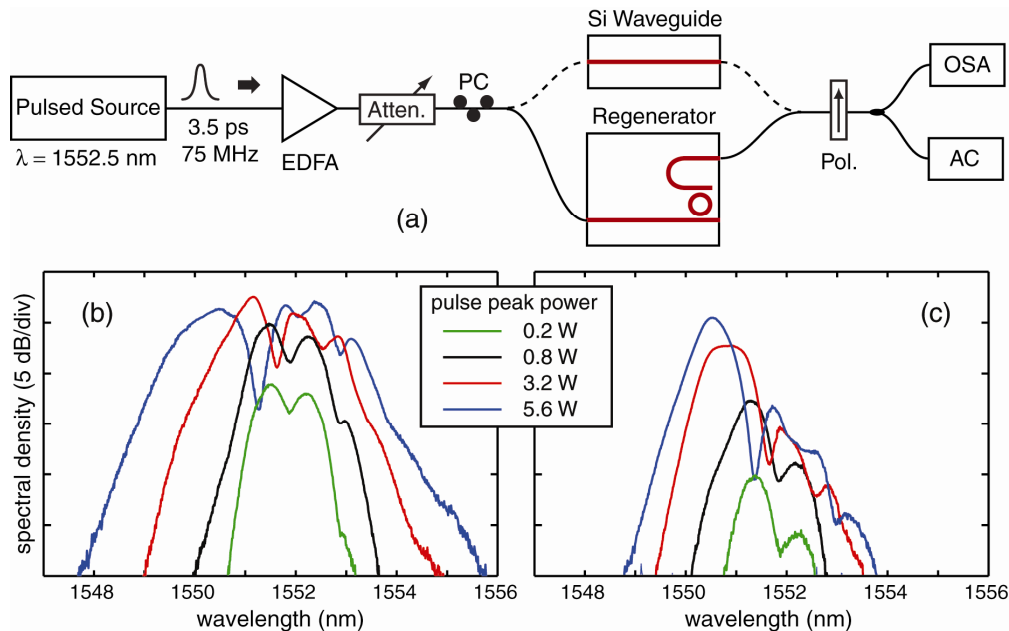 Pulsed Source
λ = 1552.5 nm
3.5 ps
75 MHz
EDFA
Atten.
PC
Si Waveguide
Regenerator
Pol.
OSA
AC
(a)
(b)
(c)
pulse peak power
0.2 W
0.8 W
3.2 W
5.6 W
spectral density (5 dB/div)
1548 1550 1552 1554 1556
wavelength (nm)
1548 1550 1552 1554 1556
wavelength (nm)